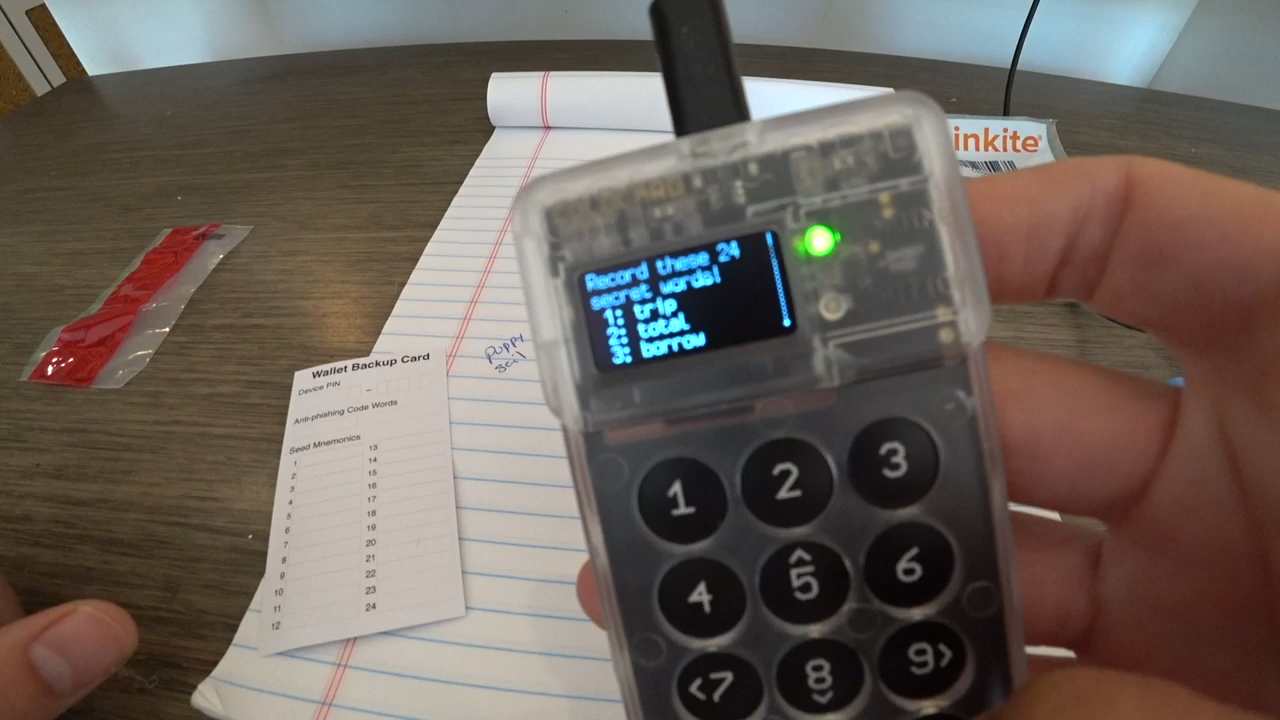 inkite
Record these 24
secret words!
1: trip
2: total
3: borrow
puppy
sail
Wallet Backup Card
Device PIN
–
Anti-phishing Code Words
Seed Mnemonics
1
2
3
4
5
6
7
8
9
10
11
12
13
14
15
16
17
18
19
20
21
22
23
24
1 2 3
4 5 6
<7 8 9>